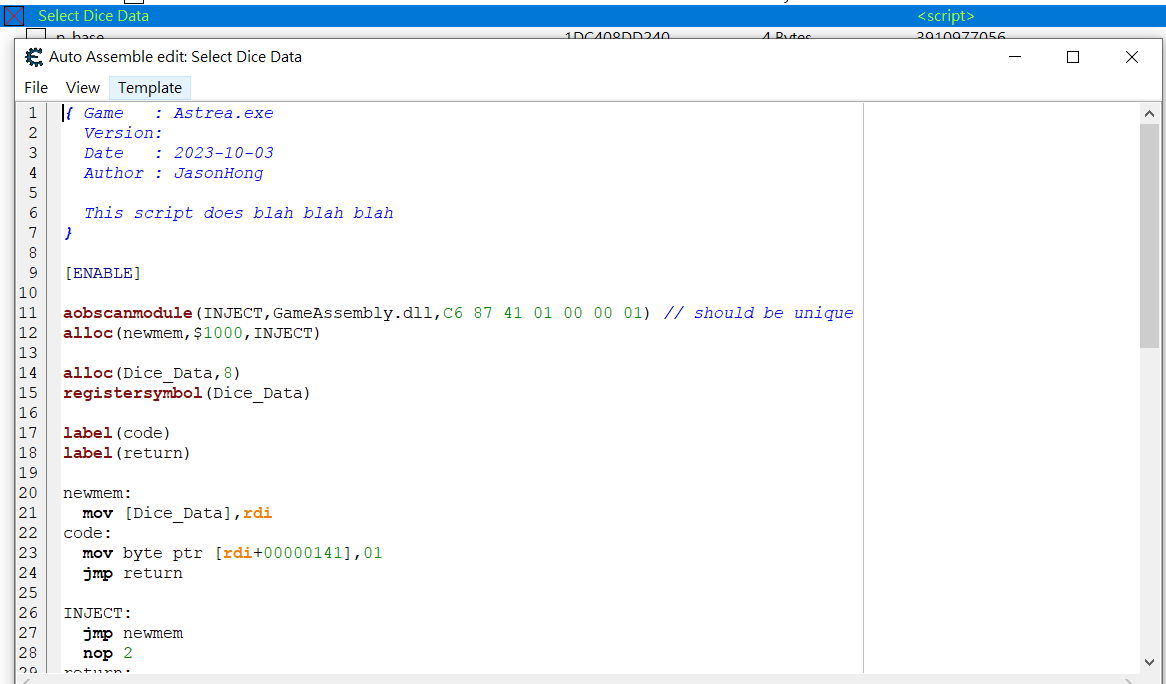 Select Dice Data <script>
p_base 1DC408DD240 4 Bytes 3910977056
Auto Assemble edit: Select Dice Data
File View Template
1 { Game : Astrea.exe
2 Version:
3 Date : 2023-10-03
4 Author : JasonHong
5
6 This script does blah blah blah
7 }
8
9 [ENABLE]
10
11 aobscanmodule(INJECT,GameAssembly.dll,C6 87 41 01 00 00 01) // should be unique
12 alloc(newmem,$1000,INJECT)
13
14 alloc(Dice_Data,8)
15 registersymbol(Dice_Data)
16
17 label(code)
18 label(return)
19
20 newmem:
21 mov [Dice_Data],rdi
22 code:
23 mov byte ptr [rdi+00000141],01
24 jmp return
25
26 INJECT:
27 jmp newmem
28 nop 2
29 return: